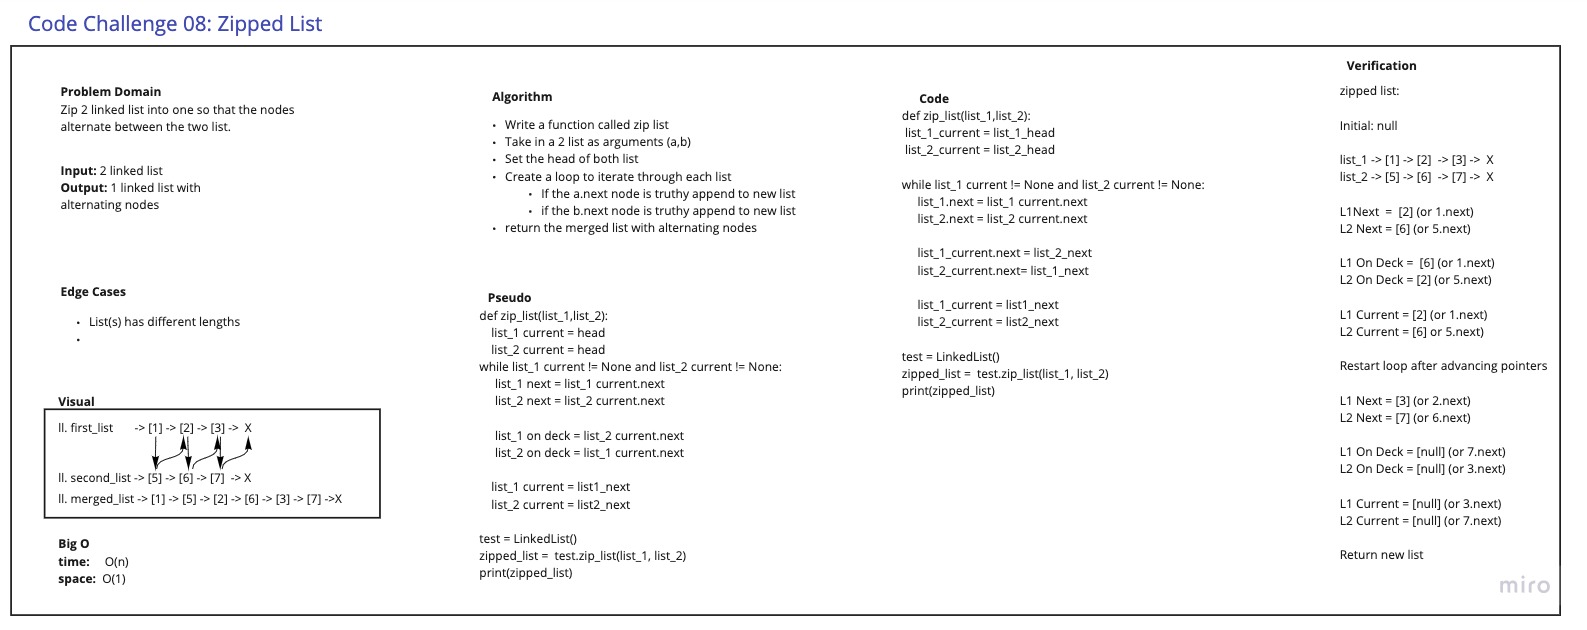 Code Challenge 08: Zipped List
Problem Domain
Zip 2 linked list into one so that the nodes
alternate between the two list.
Input: 2 linked list
Output: 1 linked list with
alternating nodes
Edge Cases
• List(s) has different lengths
•
Visual
ll. first_list -> [1] -> [2] -> [3] -> X
ll. second_list -> [5] -> [6] -> [7] -> X
ll. merged_list -> [1] -> [5] -> [2] -> [6] -> [3] -> [7] ->X
Big O
time: O(n)
space: O(1)
Algorithm
• Write a function called zip list
• Take in a 2 list as arguments (a,b)
• Set the head of both list
• Create a loop to iterate through each list
• If the a.next node is truthy append to new list
• if the b.next node is truthy append to new list
• return the merged list with alternating nodes
Pseudo
def zip_list(list_1,list_2):
list_1 current = head
list_2 current = head
while list_1 current != None and list_2 current != None:
list_1 next = list_1 current.next
list_2 next = list_2 current.next
list_1 on deck = list_2 current.next
list_2 on deck = list_1 current.next
list_1 current = list1_next
list_2 current = list2_next
test = LinkedList()
zipped_list = test.zip_list(list_1, list_2)
print(zipped_list)
Code
def zip_list(list_1,list_2):
list_1_current = list_1_head
list_2_current = list_2_head
while list_1 current != None and list_2 current != None:
list_1.next = list_1 current.next
list_2.next = list_2 current.next
list_1_current.next = list_2_next
list_2_current.next= list_1_next
list_1_current = list1_next
list_2_current = list2_next
test = LinkedList()
zipped_list = test.zip_list(list_1, list_2)
print(zipped_list)
Verification
zipped list:
Initial: null
list_1 -> [1] -> [2] -> [3] -> X
list_2 -> [5] -> [6] -> [7] -> X
L1Next = [2] (or 1.next)
L2 Next = [6] (or 5.next)
L1 On Deck = [6] (or 1.next)
L2 On Deck = [2] (or 5.next)
L1 Current = [2] (or 1.next)
L2 Current = [6] or 5.next)
Restart loop after advancing pointers
L1 Next = [3] (or 2.next)
L2 Next = [7] (or 6.next)
L1 On Deck = [null] (or 7.next)
L2 On Deck = [null] (or 3.next)
L1 Current = [null] (or 3.next)
L2 Current = [null] (or 7.next)
Return new list
miro